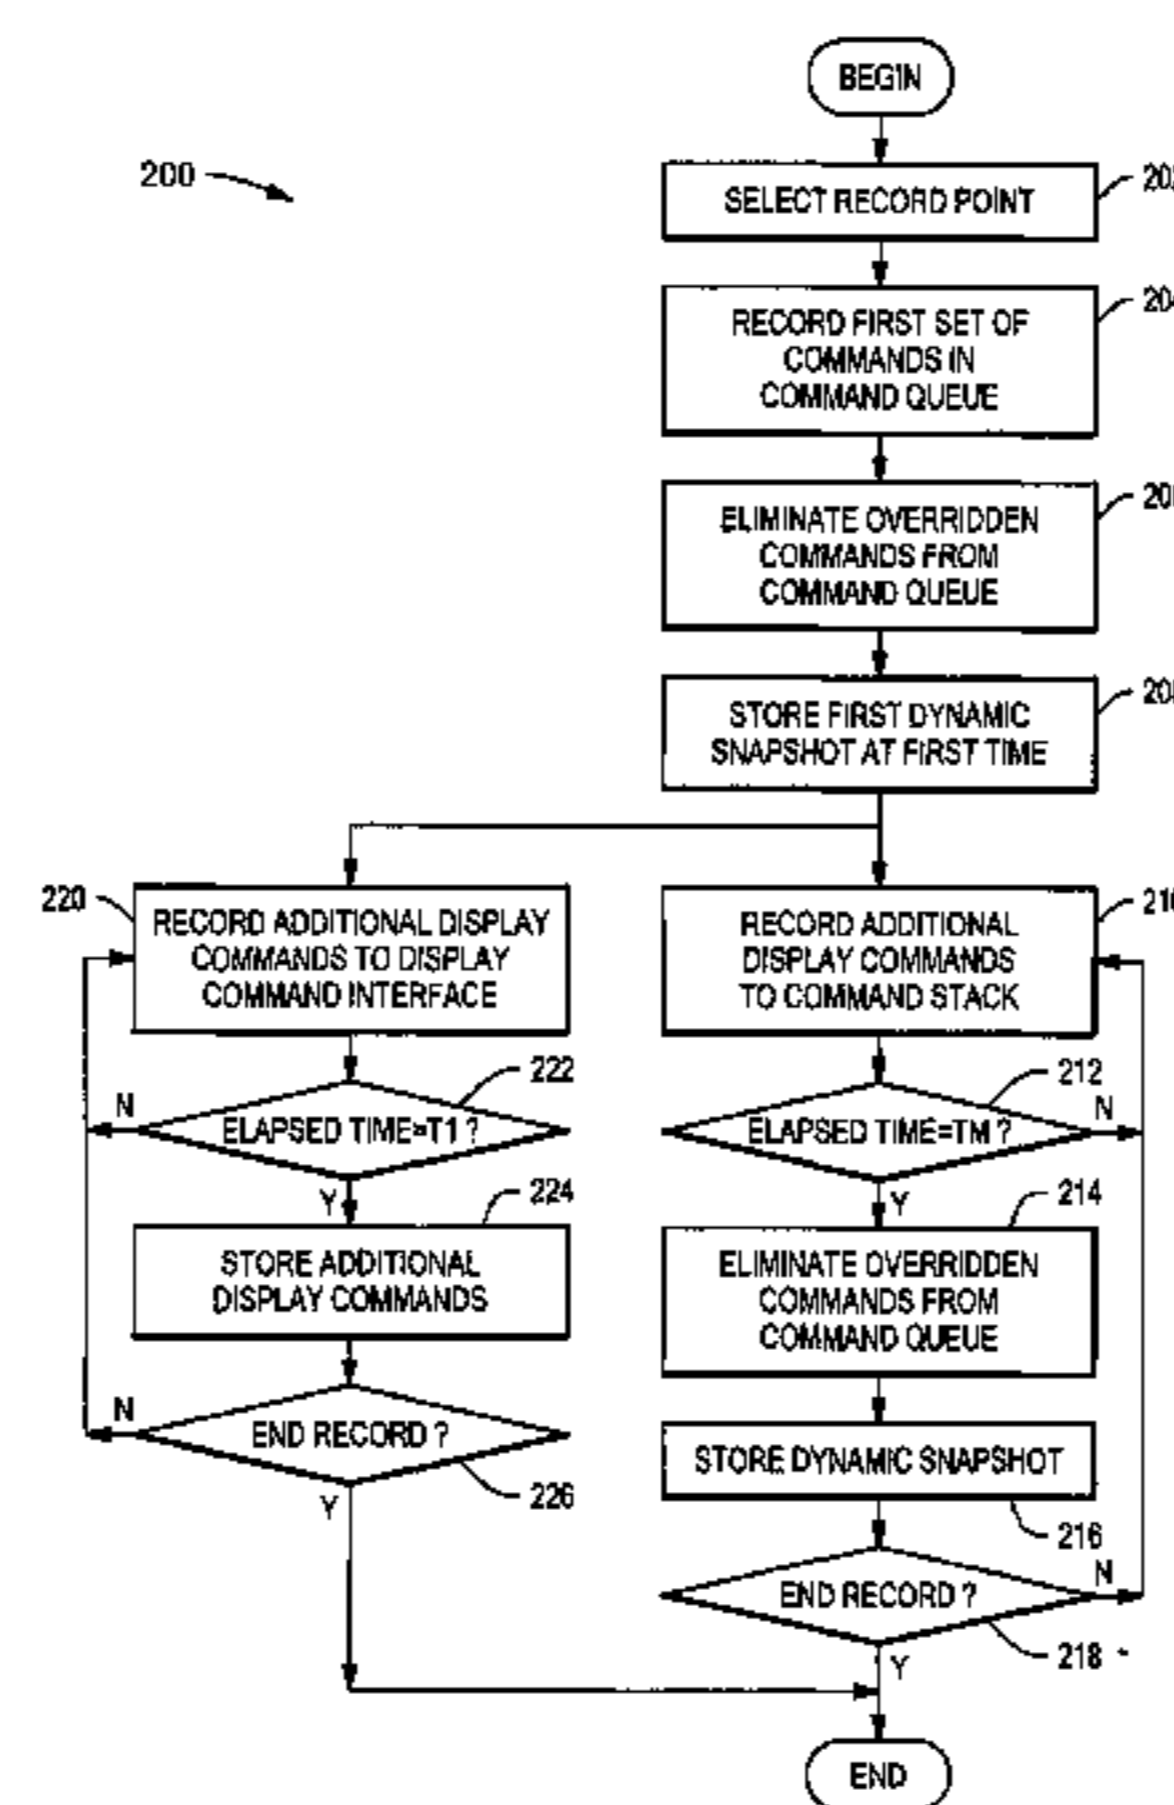 BEGIN
200
SELECT RECORD POINT
RECORD FIRST SET OF
COMMANDS IN
COMMAND QUEUE
ELIMINATE OVERRIDDEN
COMMANDS FROM
COMMAND QUEUE
STORE FIRST DYNAMIC
SNAPSHOT AT FIRST TIME
220
RECORD ADDITIONAL DISPLAY
COMMANDS TO DISPLAY
COMMAND INTERFACE
RECORD ADDITIONAL
DISPLAY COMMANDS
TO COMMAND STACK
222
N
ELAPSED TIME=T1 ?
Y
212
ELAPSED TIME=TM ?
N
Y
224
STORE ADDITIONAL
DISPLAY COMMANDS
214
ELIMINATE OVERRIDDEN
COMMANDS FROM
COMMAND QUEUE
N
END RECORD ?
226
Y
STORE DYNAMIC SNAPSHOT
216
END RECORD ?
N
218
Y
END